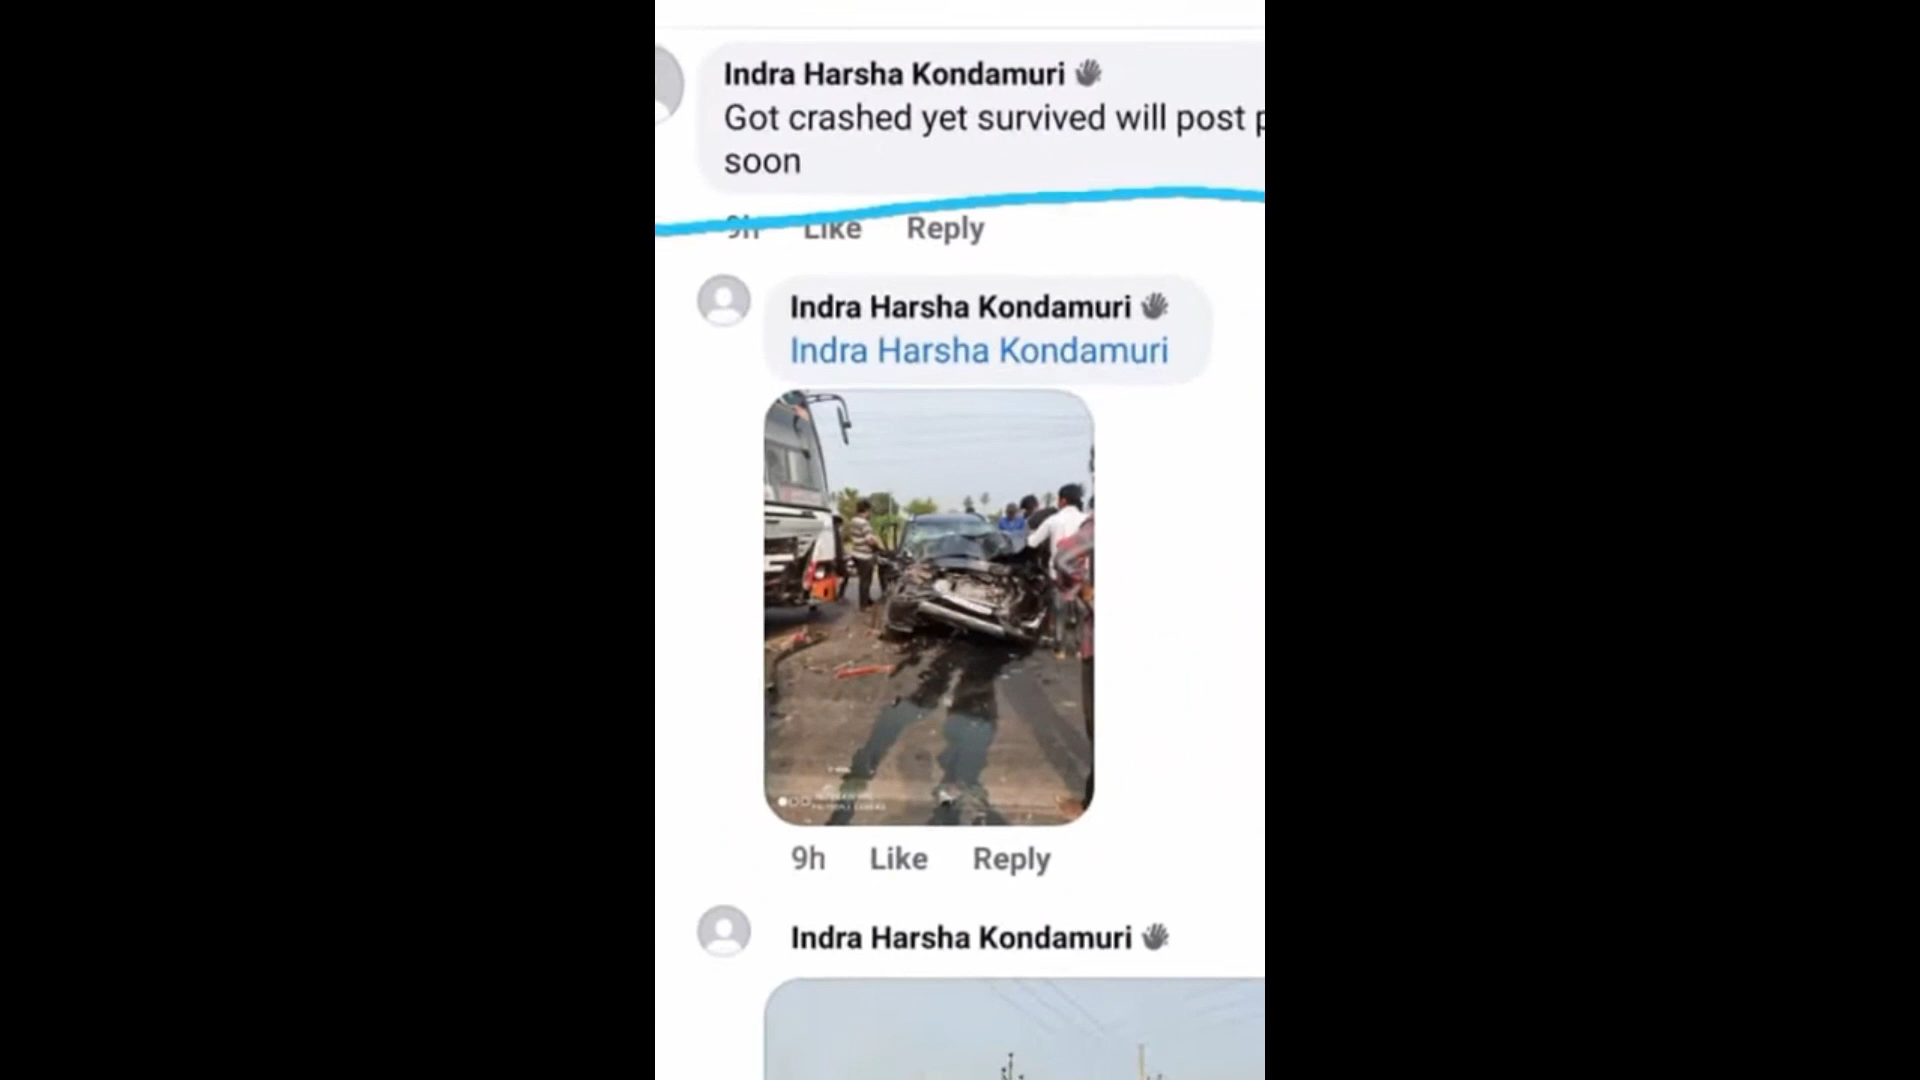 Indra Harsha Kondamuri
Got crashed yet survived will post
soon
9h Like Reply
Indra Harsha Kondamuri
Indra Harsha Kondamuri
9h Like Reply
Indra Harsha Kondamuri